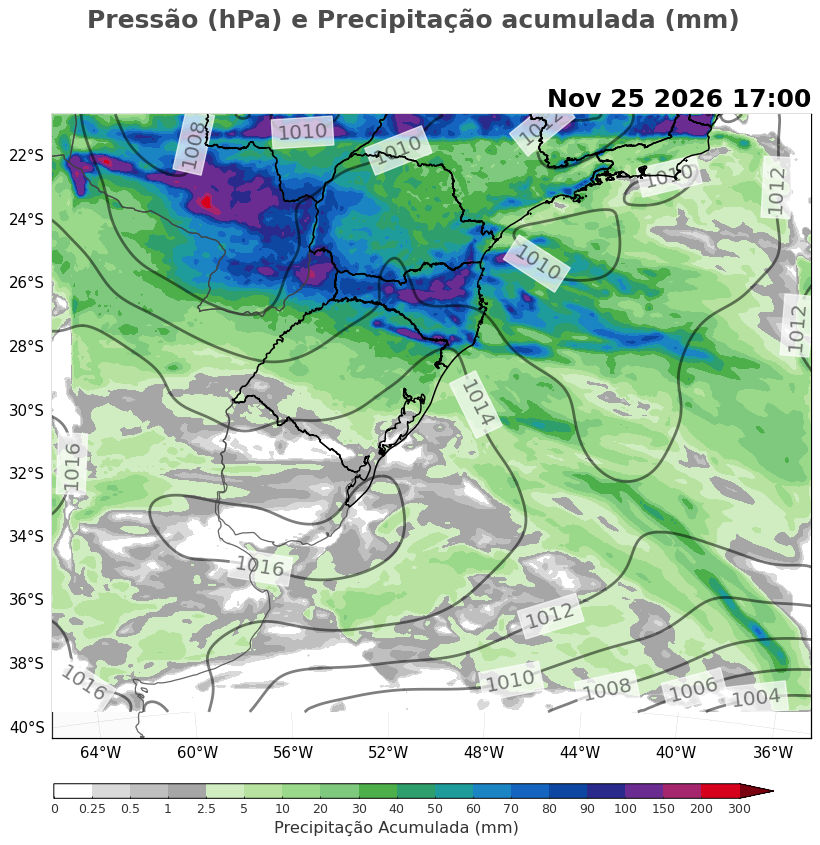 Pressão (hPa) e Precipitação acumulada (mm)
Nov 25 2026 17:00
1008
1010
1010
1012
1010
1012
22°S
24°S
26°S
28°S
30°S
32°S
34°S
36°S
38°S
40°S
1010
1012
1014
1016
1016
1012
1016
1010
1008
1006
1004
64°W 60°W 56°W 52°W 48°W 44°W 40°W 36°W
0 0.25 0.5 1 2.5 5 10 20 30 40 50 60 70 80 90 100 150 200 300
Precipitação Acumulada (mm)